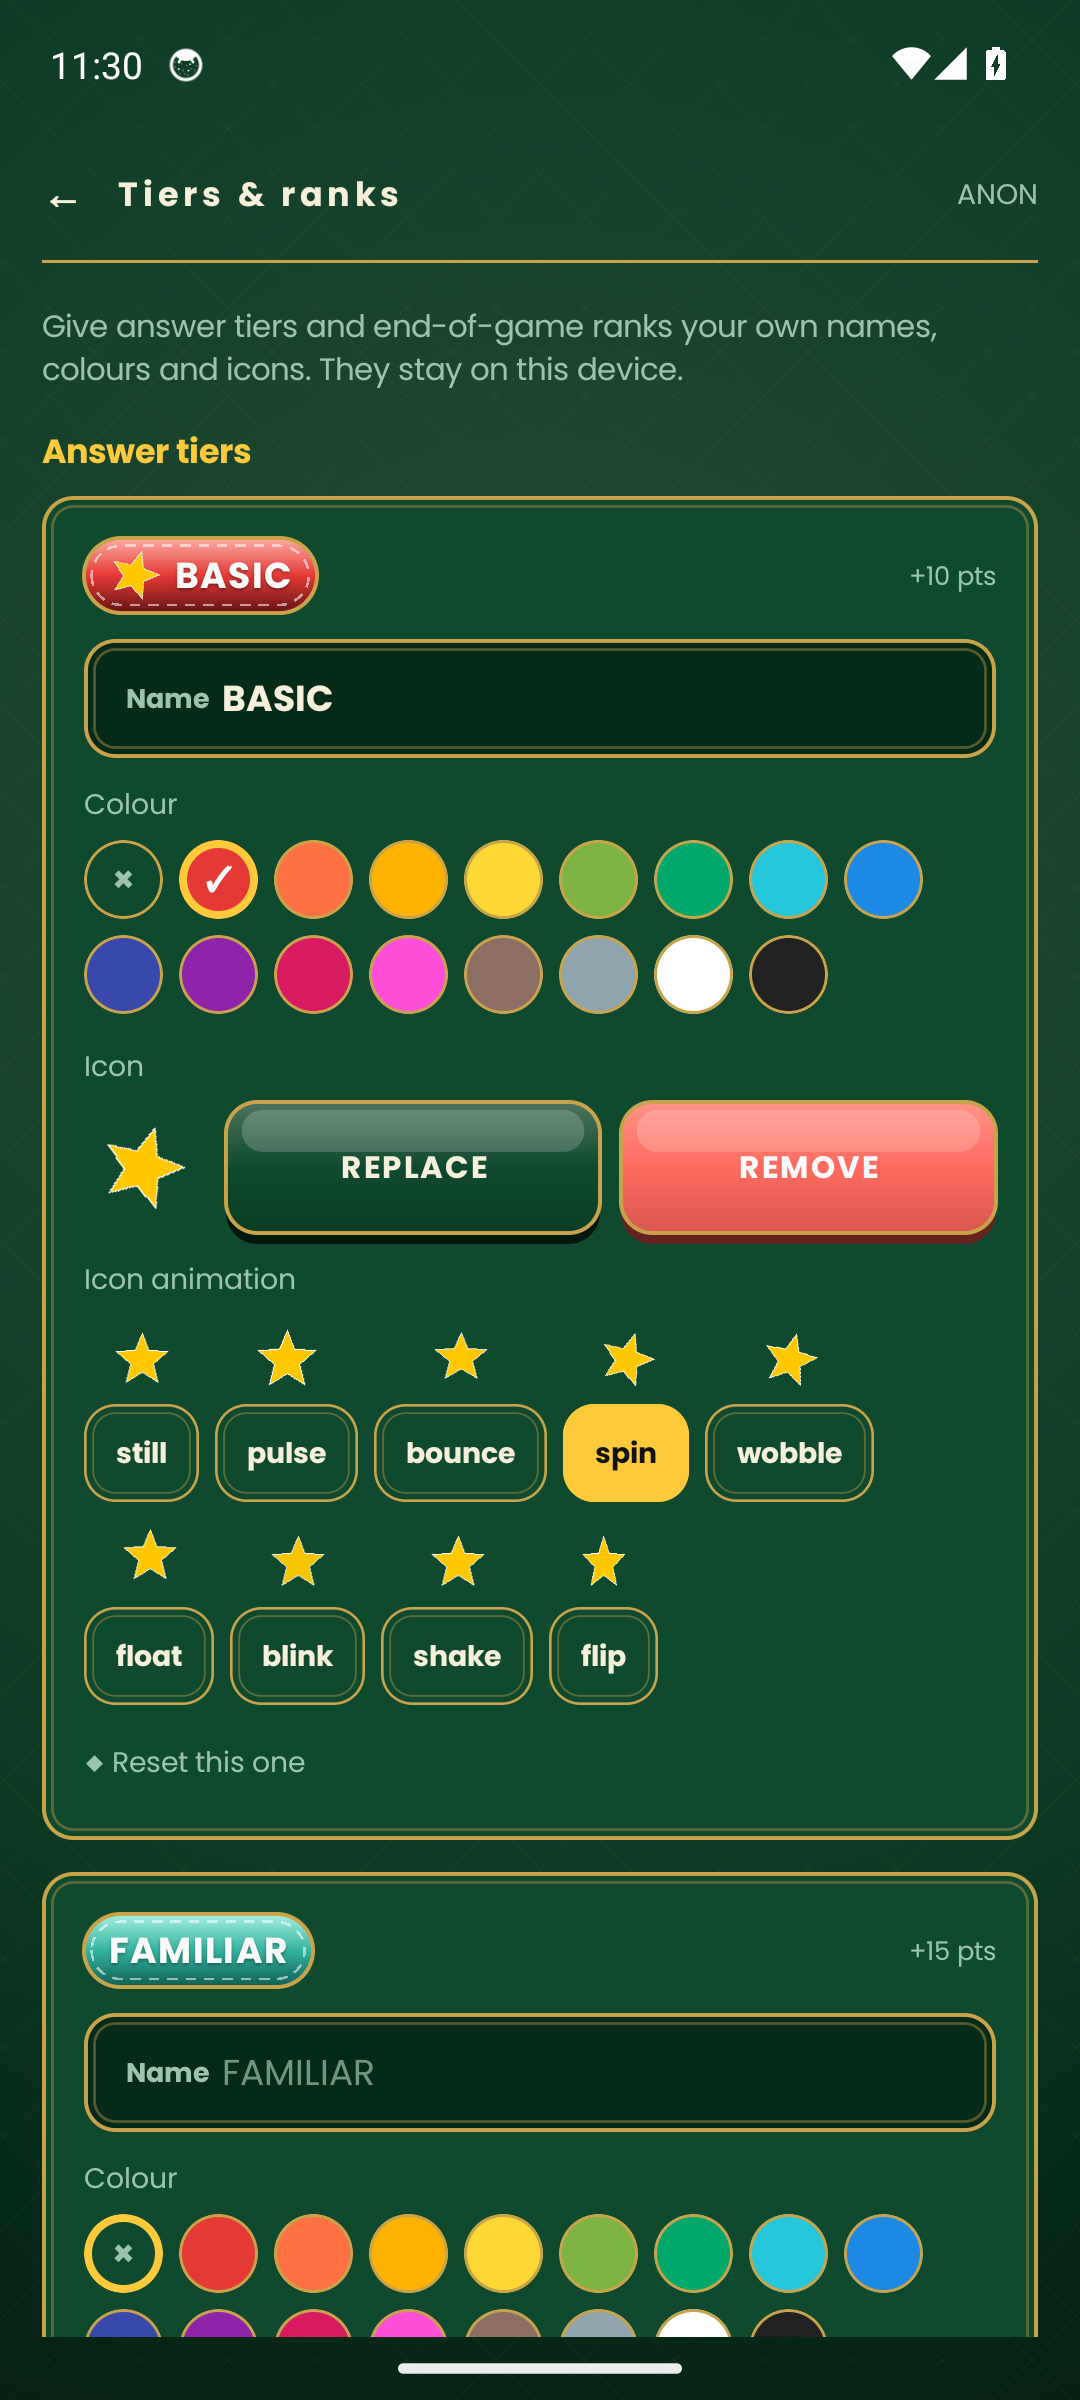 11:30
← Tiers & ranks
ANON
Give answer tiers and end-of-game ranks your own names,
colours and icons. They stay on this device.
Answer tiers
BASIC
+10 pts
Name BASIC
Colour
Icon
REPLACE
REMOVE
Icon animation
still
pulse
bounce
spin
wobble
float
blink
shake
flip
Reset this one
FAMILIAR
+15 pts
Name FAMILIAR
Colour